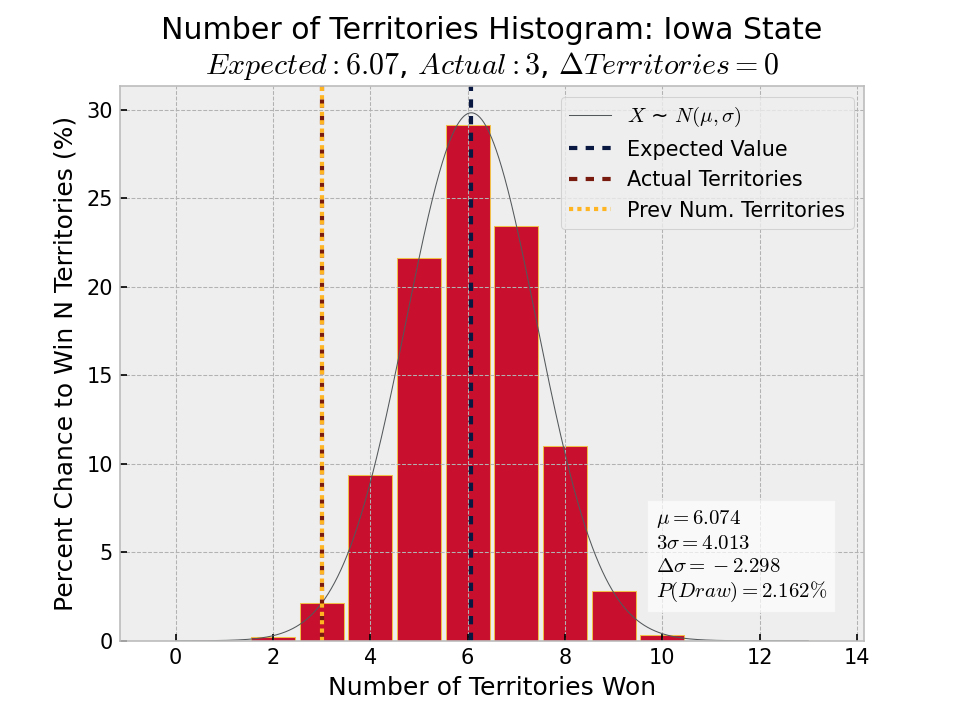 Number of Territories Histogram: Iowa State
Expected : 6.07, Actual : 3, ΔTerritories = 0
Percent Chance to Win N Territories (%)
30
25
20
15
10
5
0
X ~ N(μ, σ)
Expected Value
Actual Territories
Prev Num. Territories
μ = 6.074
3σ = 4.013
Δσ = − 2.298
P(Draw) = 2.162%
0 2 4 6 8 10 12 14
Number of Territories Won